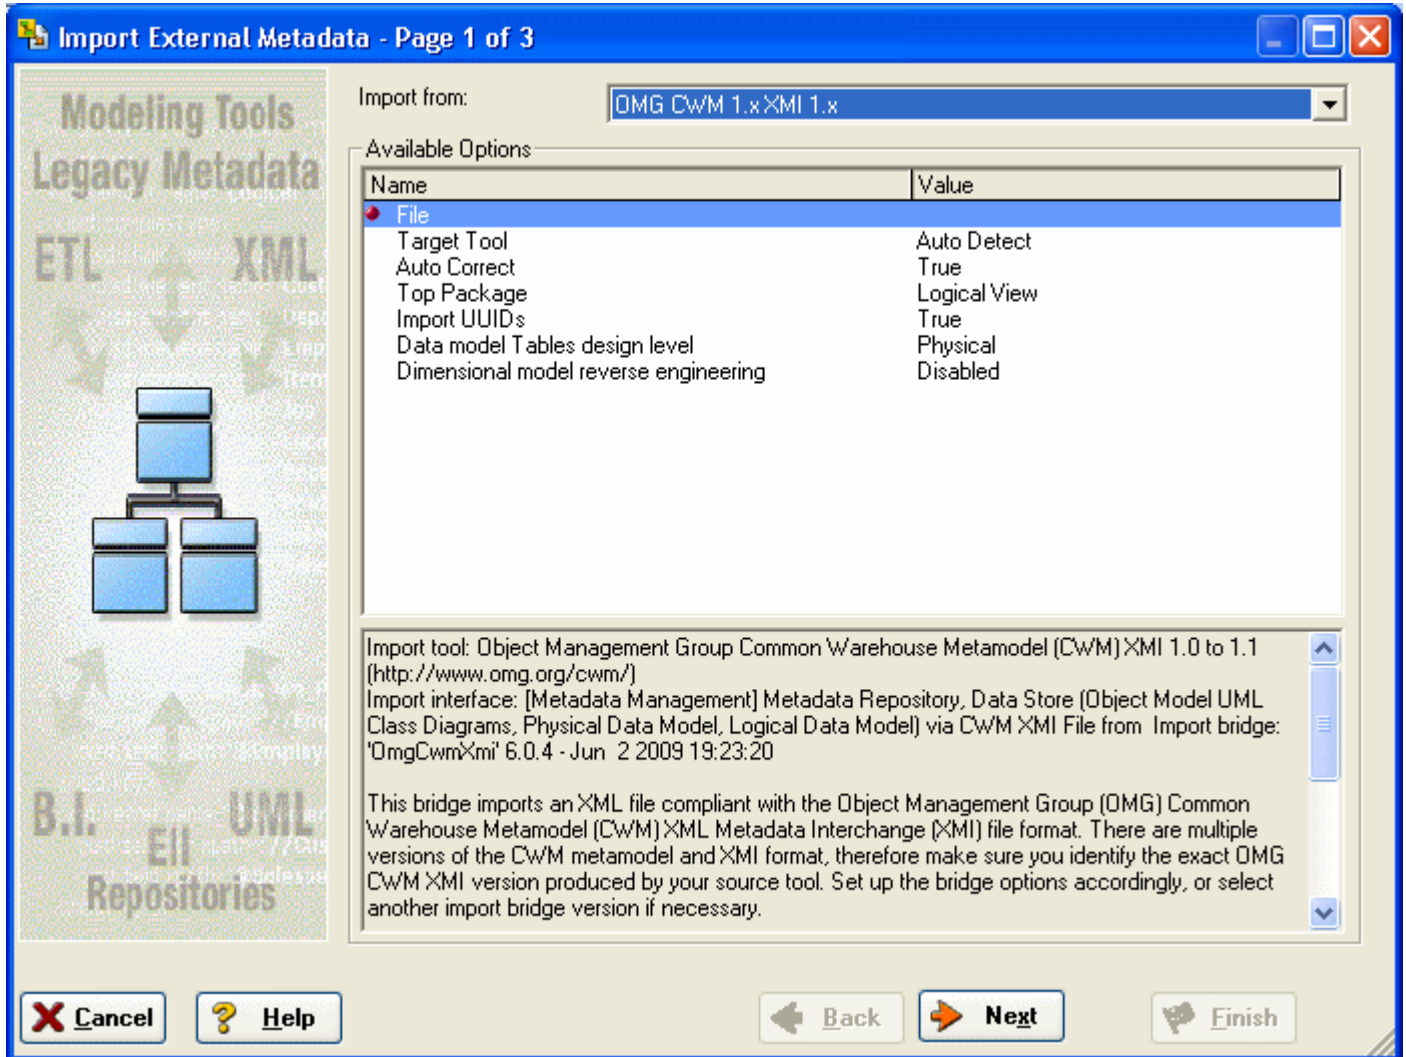 Import External Metadata - Page 1 of 3
Modeling Tools
Legacy Metadata
ETL XML
B.I. EII UML
Repositories
Import from: OMG CWM 1.x XMI 1.x
Available Options
Name Value
File
Target Tool Auto Detect
Auto Correct True
Top Package Logical View
Import UUIDs True
Data model Tables design level Physical
Dimensional model reverse engineering Disabled
Import tool: Object Management Group Common Warehouse Metamodel (CWM) XMI 1.0 to 1.1
(http://www.omg.org/cwm/)
Import interface: [Metadata Management] Metadata Repository, Data Store (Object Model UML
Class Diagrams, Physical Data Model, Logical Data Model) via CWM XMI File from  Import bridge:
'OmgCwmXmi' 6.0.4 - Jun  2 2009 19:23:20
This bridge imports an XML file compliant with the Object Management Group (OMG) Common
Warehouse Metamodel (CWM) XML Metadata Interchange (XMI) file format. There are multiple
versions of the CWM metamodel and XMI format, therefore make sure you identify the exact OMG
CWM XMI version produced by your source tool. Set up the bridge options accordingly, or select
another import bridge version if necessary.
Cancel Help Back Next Finish